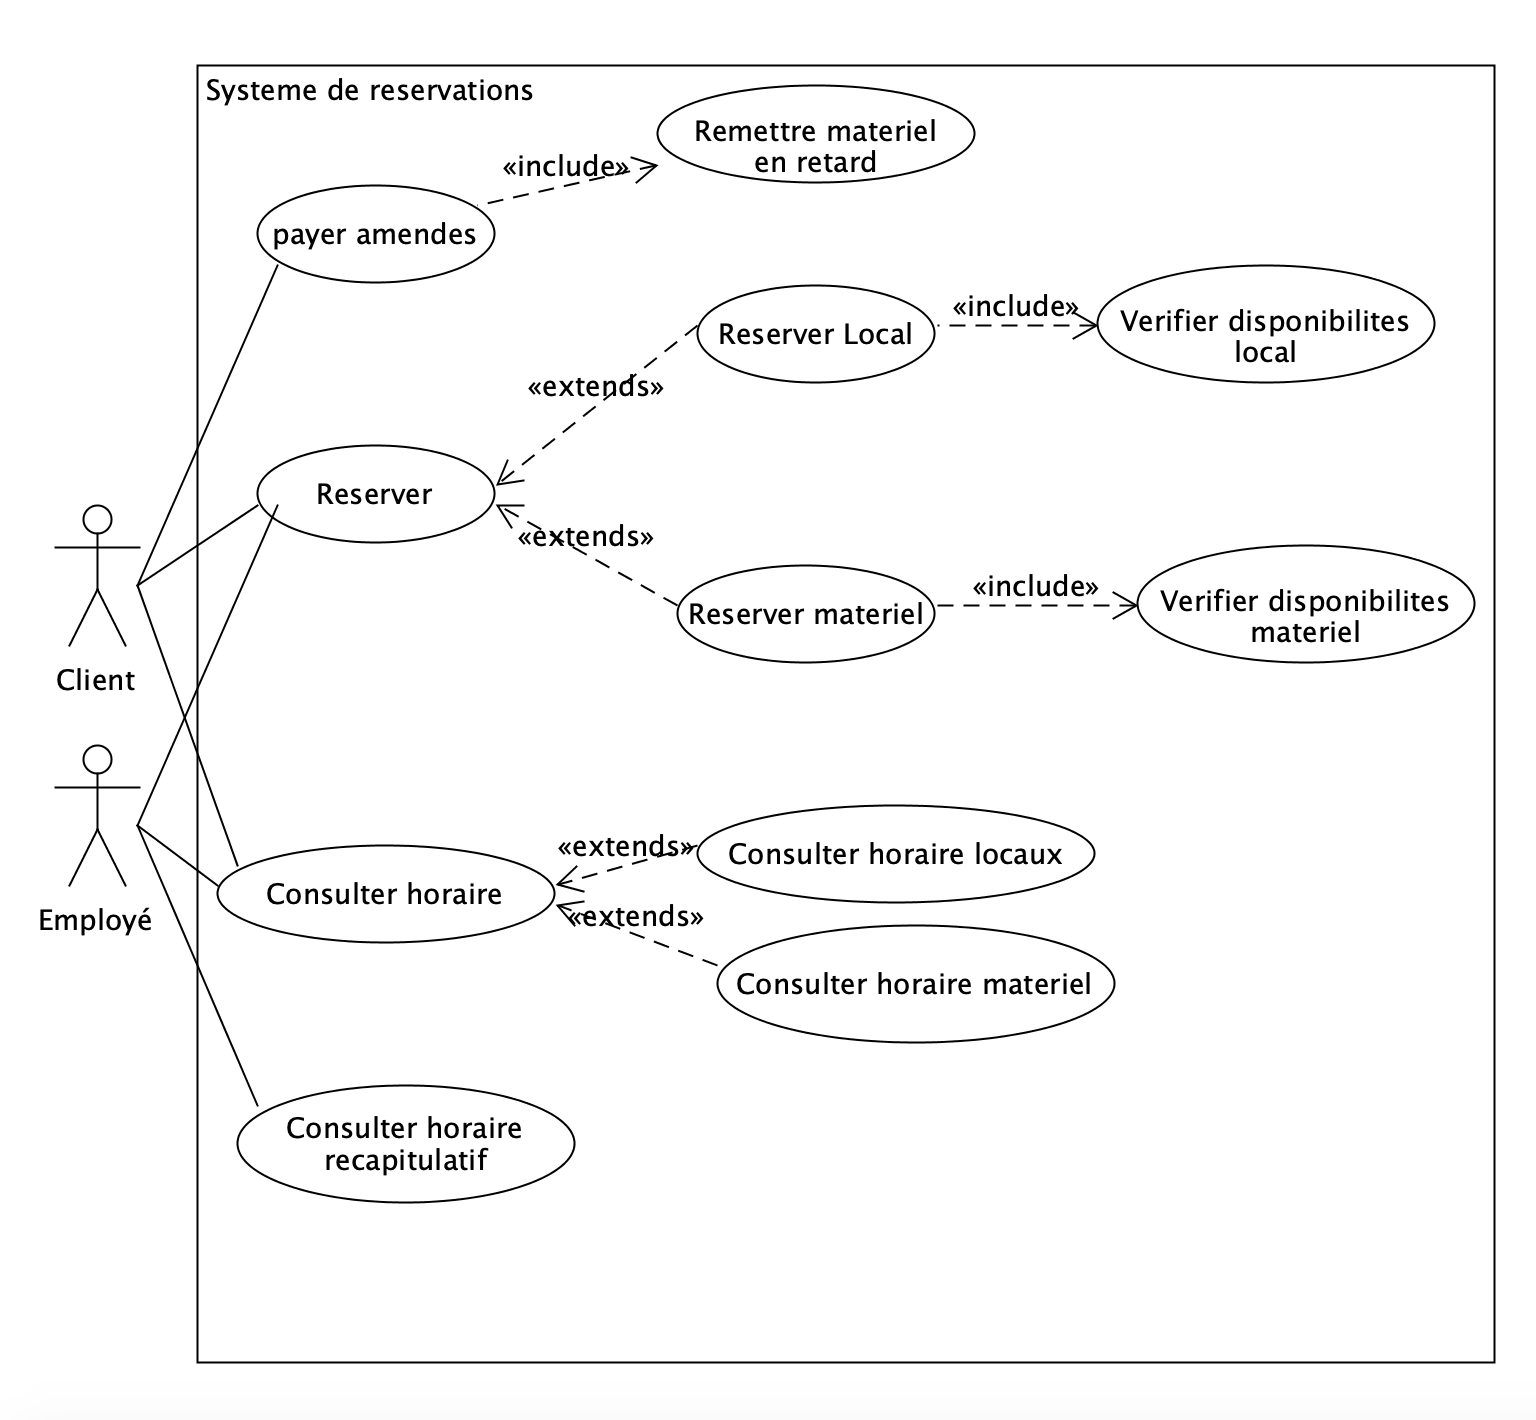 Systeme de reservations
Remettre materiel
en retard
«include»
payer amendes
«include»
Verifier disponibilites
local
Reserver Local
«extends»
Reserver
«extends»
«include»
Verifier disponibilites
materiel
Reserver materiel
Client
«extends»
Consulter horaire locaux
Consulter horaire
«extends»
Employé
Consulter horaire materiel
Consulter horaire
recapitulatif